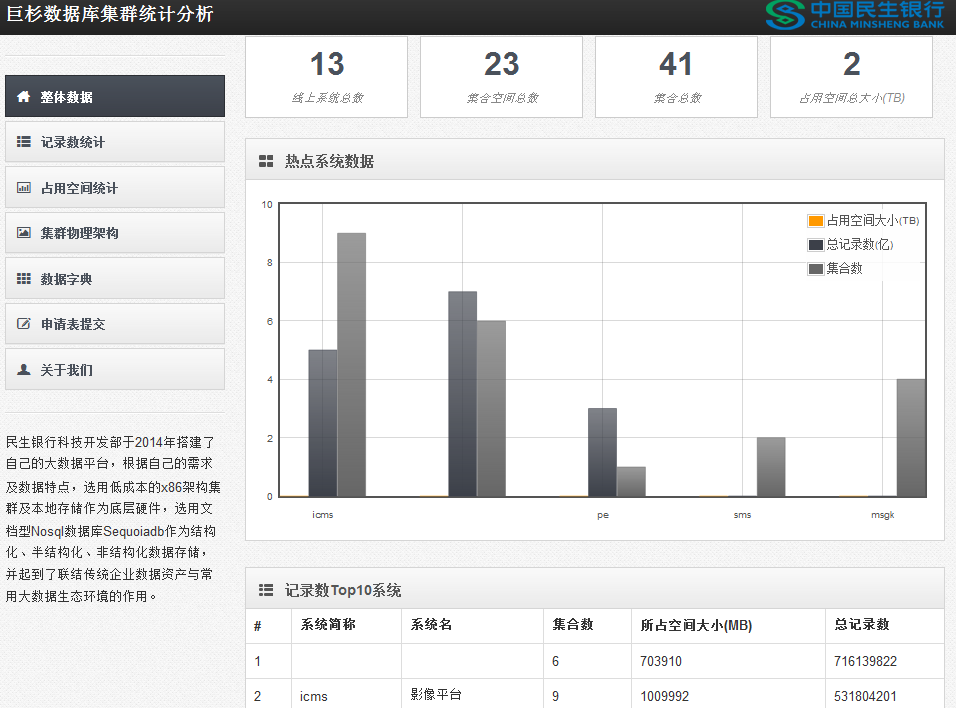 巨杉数据库集群统计分析
中国民生银行
CHINA MINSHENG BANK
整体数据
记录数统计
占用空间统计
集群物理架构
数据字典
申请表提交
关于我们
民生银行科技开发部于2014年搭建了
自己的大数据平台，根据自己的需求
及数据特点，选用低成本的x86架构集
群及本地存储作为底层硬件，选用文
档型Nosql数据库Sequoiadb作为结构
化、半结构化、非结构化数据存储，
并起到了联结传统企业数据资产与常
用大数据生态环境的作用。
13
线上系统总数
23
集合空间总数
41
集合总数
2
占用空间总大小(TB)
热点系统数据
10
8
6
4
2
0
占用空间大小(TB)
总记录数(亿)
集合数
icms
pe
sms
msgk
记录数Top10系统
# 系统简称 系统名 集合数 所占空间大小(MB) 总记录数
1 6 703910 716139822
2 icms 影像平台 9 1009992 531804201